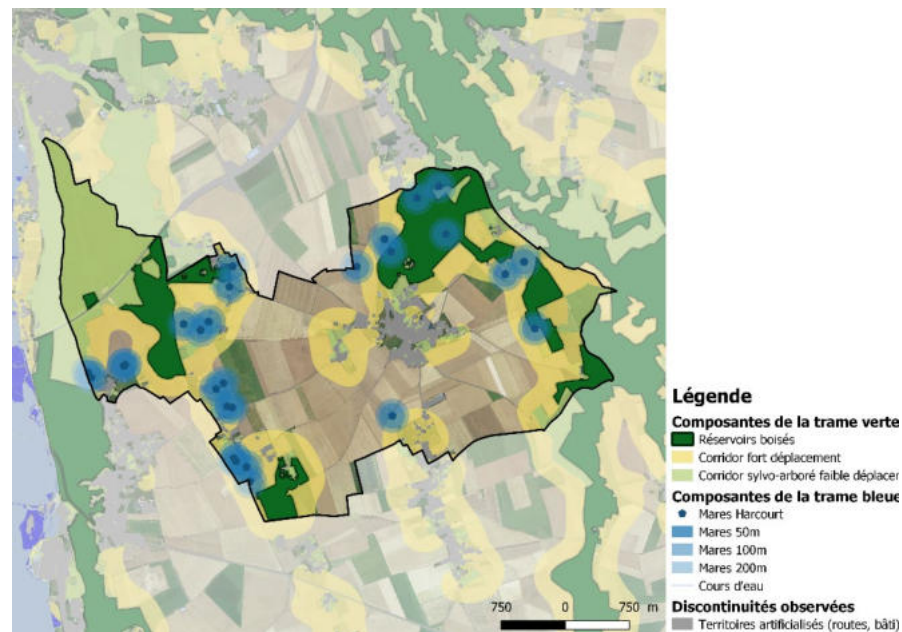 Légende
Composantes de la trame verte
Réservoirs boisés
Corridor fort déplacement
Corridor sylvo-arboré faible déplacer
Composantes de la trame bleue
Mares Harcourt
Mares 50m
Mares 100m
Mares 200m
Cours d'eau
Discontinuités observées
Territoires artificialisés (routes, bâti)
750 0 750 m